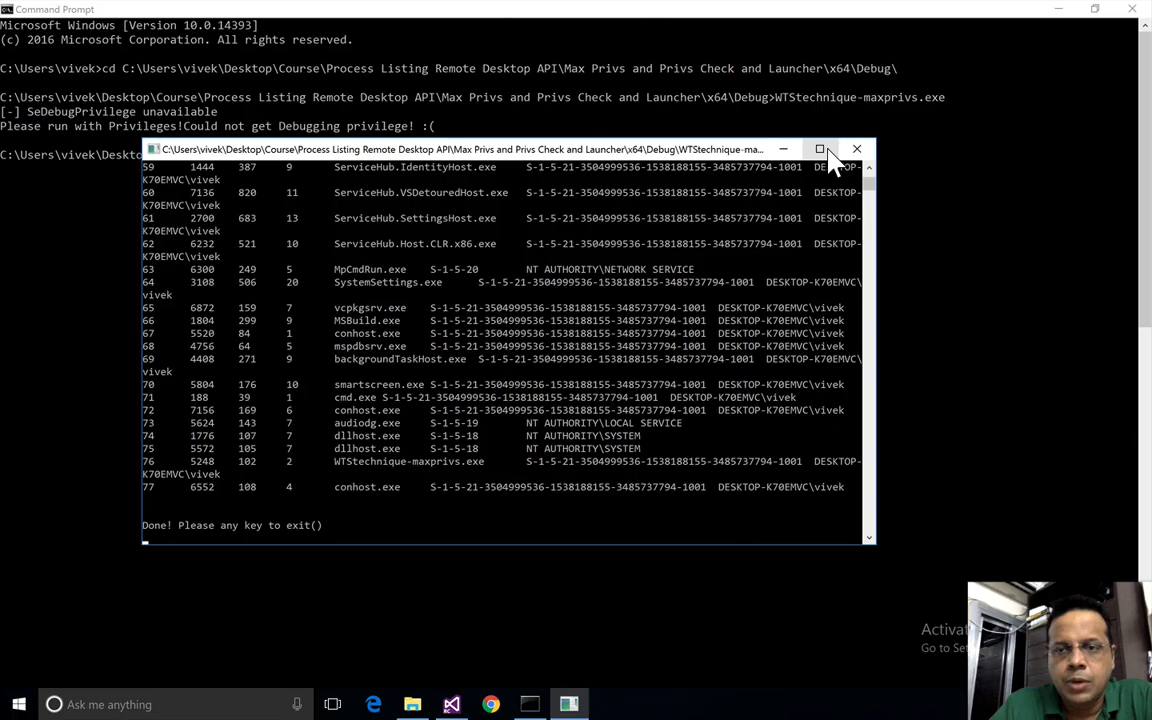 Command Prompt
Microsoft Windows [Version 10.0.14393]
(c) 2016 Microsoft Corporation. All rights reserved.
C:\Users\vivek>cd C:\Users\vivek\Desktop\Course\Process Listing Remote Desktop API\Max Privs and Privs Check and Launcher\x64\Debug\
C:\Users\vivek\Desktop\Course\Process Listing Remote Desktop API\Max Privs and Privs Check and Launcher\x64\Debug>WTStechnique-maxprivs.exe
[-] SeDebugPrivilege unavailable
Please run with Privileges!Could not get Debugging privilege! :(
C:\Users\vivek\Deskto
C:\Users\vivek\Desktop\Course\Process Listing Remote Desktop API\Max Privs and Privs Check and Launcher\x64\Debug\WTStechnique-ma...
59 1444 387 9 ServiceHub.IdentityHost.exe S-1-5-21-3504999536-1538188155-3485737794-1001 DESKTOP-
K70EMVC\vivek
60 7136 820 11 ServiceHub.VSDetouredHost.exe S-1-5-21-3504999536-1538188155-3485737794-1001 DESKTOP-
K70EMVC\vivek
61 2700 683 13 ServiceHub.SettingsHost.exe S-1-5-21-3504999536-1538188155-3485737794-1001 DESKTOP-
K70EMVC\vivek
62 6232 521 10 ServiceHub.Host.CLR.x86.exe S-1-5-21-3504999536-1538188155-3485737794-1001 DESKTOP-
K70EMVC\vivek
63 6300 249 5 MpCmdRun.exe S-1-5-20 NT AUTHORITY\NETWORK SERVICE
64 3108 506 20 SystemSettings.exe S-1-5-21-3504999536-1538188155-3485737794-1001 DESKTOP-K70EMVC\
vivek
65 6872 159 7 vcpkgsrv.exe S-1-5-21-3504999536-1538188155-3485737794-1001 DESKTOP-K70EMVC\vivek
66 1804 299 9 MSBuild.exe S-1-5-21-3504999536-1538188155-3485737794-1001 DESKTOP-K70EMVC\vivek
67 5520 84 1 conhost.exe S-1-5-21-3504999536-1538188155-3485737794-1001 DESKTOP-K70EMVC\vivek
68 4756 64 5 mspdbsrv.exe S-1-5-21-3504999536-1538188155-3485737794-1001 DESKTOP-K70EMVC\vivek
69 4408 271 9 backgroundTaskHost.exe S-1-5-21-3504999536-1538188155-3485737794-1001 DESKTOP-K70EMVC\
vivek
70 5804 176 10 smartscreen.exe S-1-5-21-3504999536-1538188155-3485737794-1001 DESKTOP-K70EMVC\vivek
71 188 39 1 cmd.exe S-1-5-21-3504999536-1538188155-3485737794-1001 DESKTOP-K70EMVC\vivek
72 7156 169 6 conhost.exe S-1-5-21-3504999536-1538188155-3485737794-1001 DESKTOP-K70EMVC\vivek
73 5624 143 7 audiodg.exe S-1-5-19 NT AUTHORITY\LOCAL SERVICE
74 1776 107 7 dllhost.exe S-1-5-18 NT AUTHORITY\SYSTEM
75 5572 105 7 dllhost.exe S-1-5-18 NT AUTHORITY\SYSTEM
76 5248 102 2 WTStechnique-maxprivs.exe S-1-5-21-3504999536-1538188155-3485737794-1001 DESKTOP-
K70EMVC\vivek
77 6552 108 4 conhost.exe S-1-5-21-3504999536-1538188155-3485737794-1001 DESKTOP-K70EMVC\vivek
Done! Please any key to exit()
Activat
Go to Se
Ask me anything